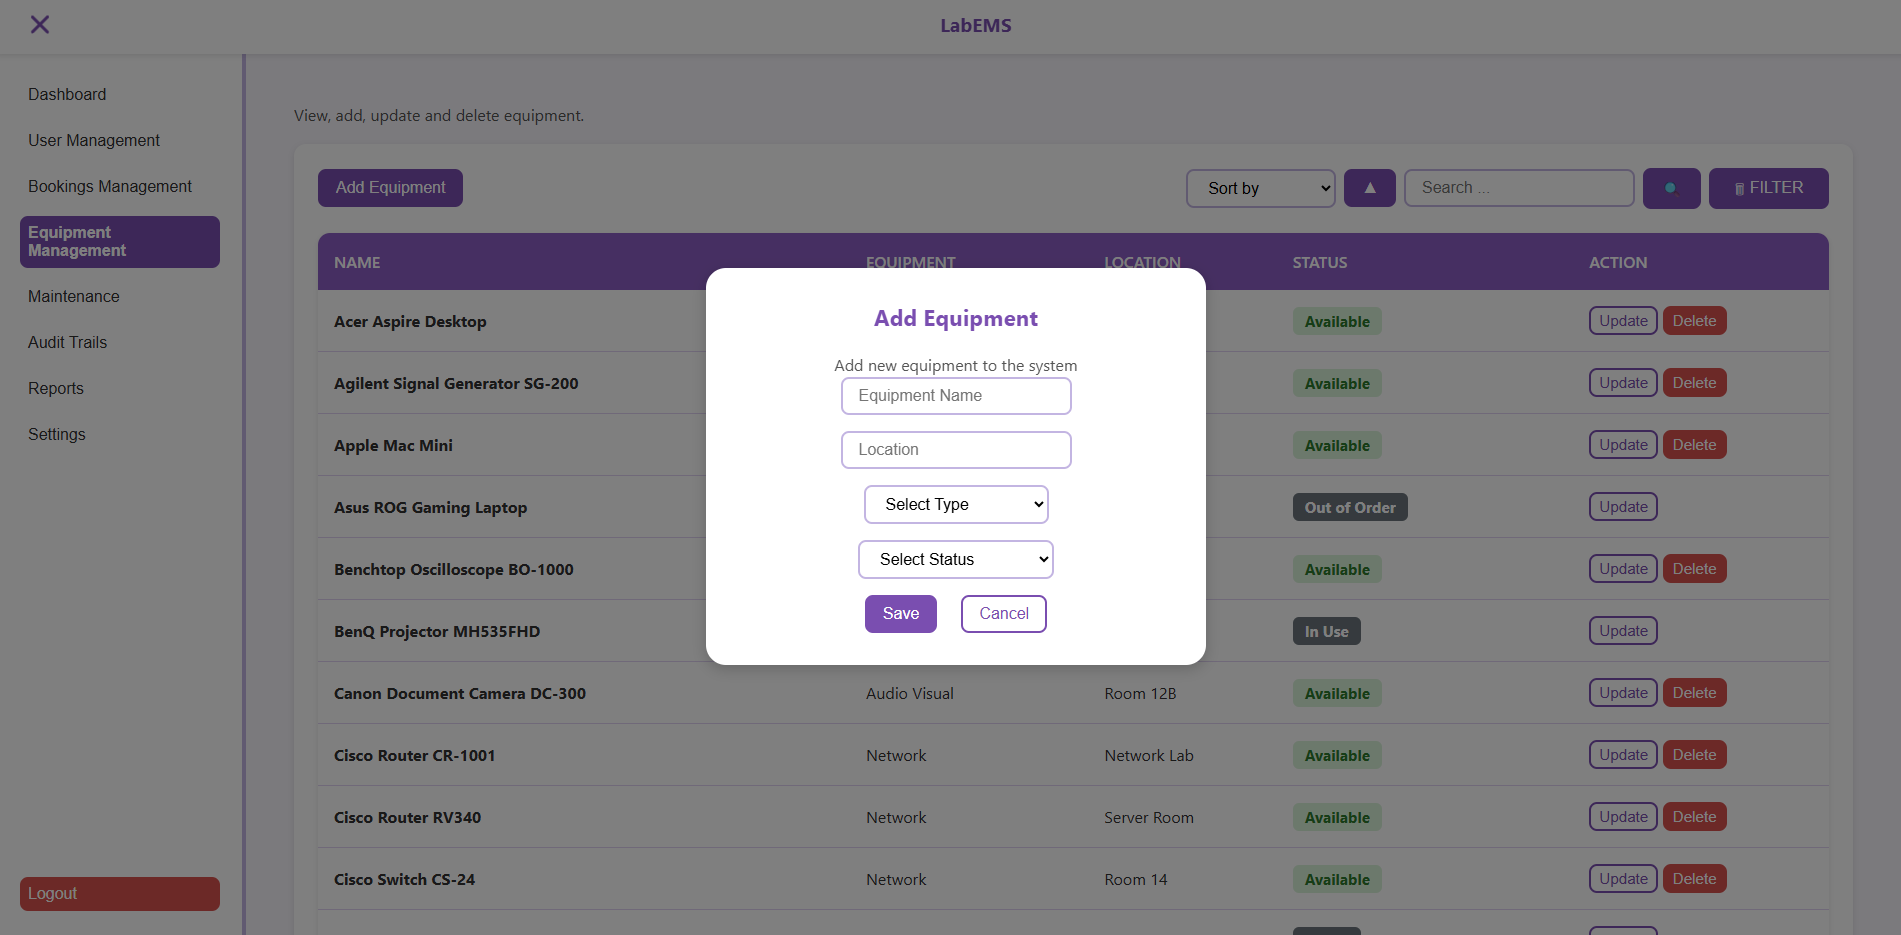 LabEMS
Dashboard
User Management
Bookings Management
Equipment
Management
Maintenance
Audit Trails
Reports
Settings
Logout
View, add, update and delete equipment.
Add Equipment
Sort by
▲
Search ...
FILTER
NAME EQUIPMENT LOCATION STATUS ACTION
Acer Aspire Desktop Available Update Delete
Agilent Signal Generator SG-200 Available Update Delete
Apple Mac Mini Available Update Delete
Asus ROG Gaming Laptop Out of Order Update
Benchtop Oscilloscope BO-1000 Available Update Delete
BenQ Projector MH535FHD In Use Update
Canon Document Camera DC-300 Audio Visual Room 12B Available Update Delete
Cisco Router CR-1001 Network Network Lab Available Update Delete
Cisco Router RV340 Network Server Room Available Update Delete
Cisco Switch CS-24 Network Room 14 Available Update Delete
Add Equipment
Add new equipment to the system
Equipment Name
Location
Select Type
Select Status
Save
Cancel